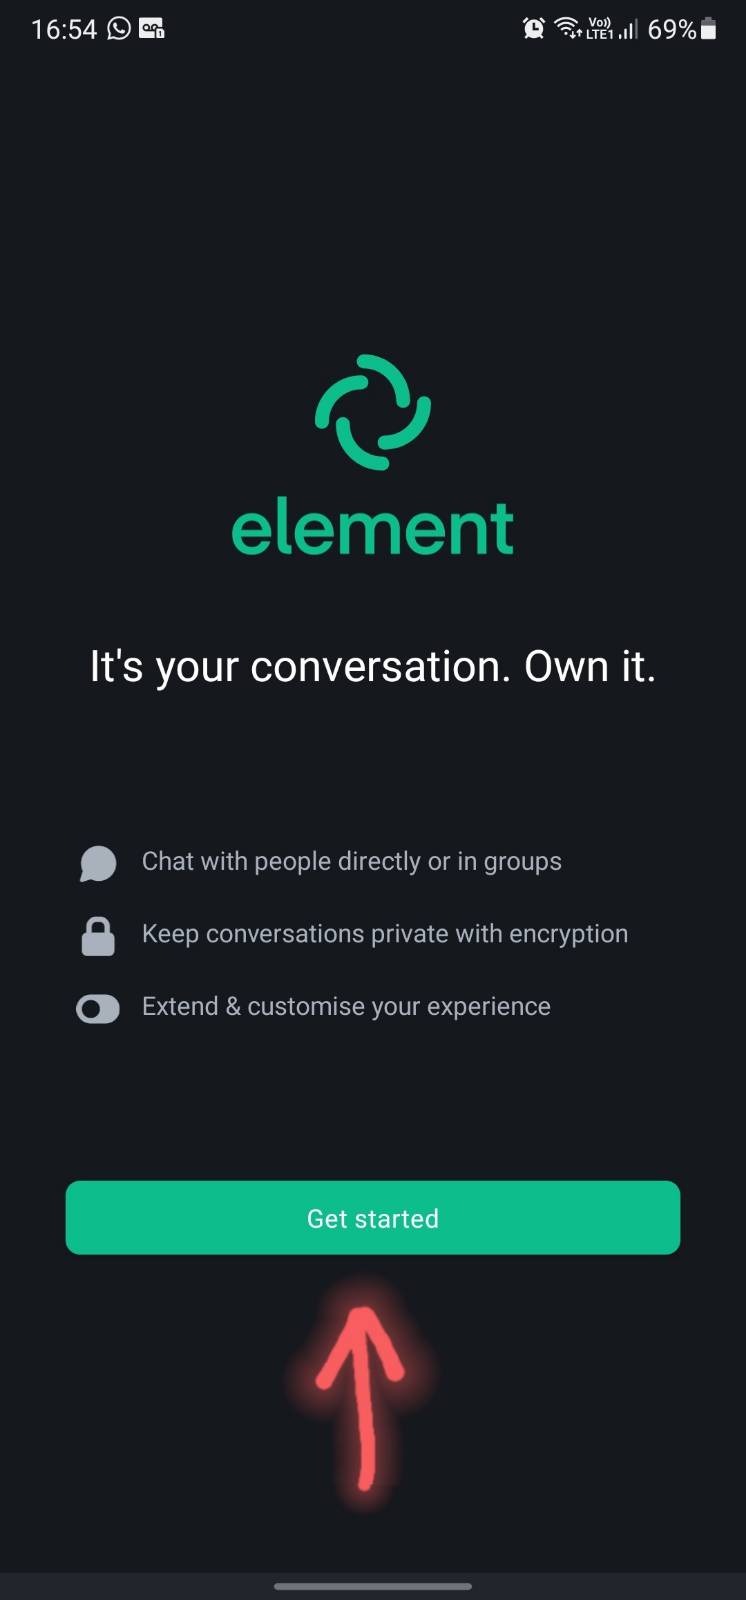 16:54
Vo))
LTE1
69%
element
It's your conversation. Own it.
Chat with people directly or in groups
Keep conversations private with encryption
Extend & customise your experience
Get started